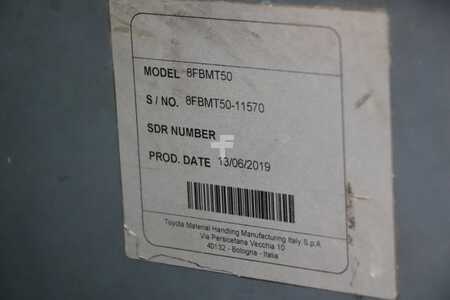 MODEL 8FBMT50
S / NO. 8FBMT50-11570
SDR NUMBER
PROD. DATE 13/06/2019
Toyota Material Handling Manufacturing Italy S.p.A
Via Persicetana Vecchia 10
40132 - Bologna - Italia